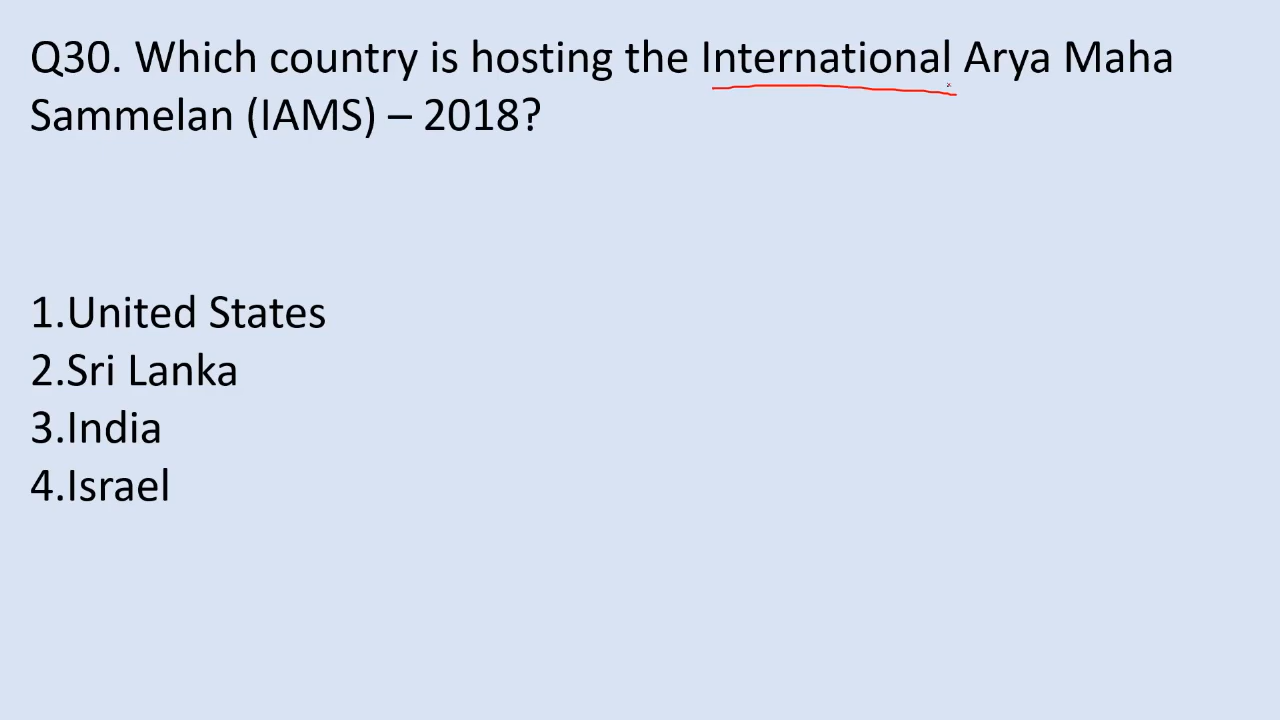 Q30. Which country is hosting the International Arya Maha
Sammelan (IAMS) – 2018?
1.United States
2.Sri Lanka
3.India
4.Israel